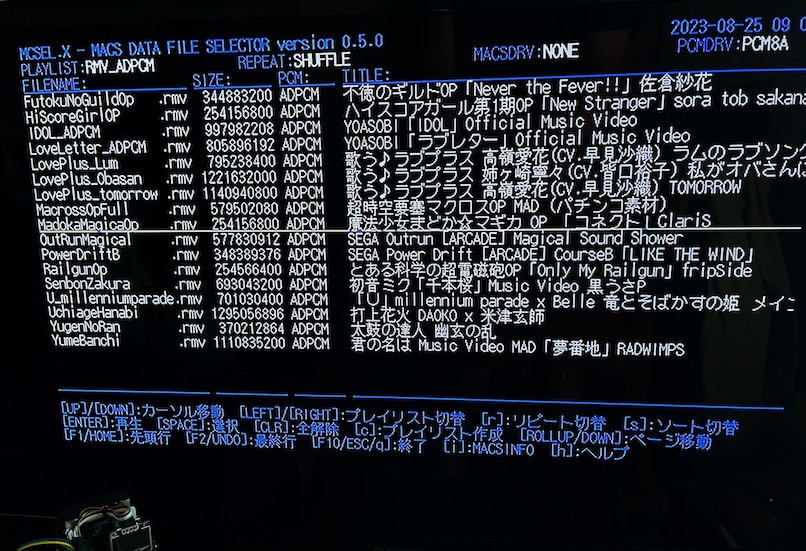 2023-08-25 09
MCSEL.X - MACS DATA FILE SELECTOR version 0.5.0
MACSDRV:NONE PCMDRV:PCM8A
PLAYLIST:RMV_ADPCM REPEAT:SHUFFLE
FILENAME: SIZE: PCM: TITLE:
FutokuNoGuildOp .rmv 344883200 ADPCM 不徳のギルドOP「Never the Fever!!」佐倉紗花
HiScoreGirlOP .rmv 254156800 ADPCM ハイスコアガール第1期OP「New Stranger」sora tob sakana
IDOL_ADPCM .rmv 997982208 ADPCM YOASOBI「IDOL」Official Music Video
LoveLetter_ADPCM .rmv 805896192 ADPCM YOASOBI「ラブレター」Official Music Video
LovePlus_Lum .rmv 795238400 ADPCM 歌う♪ラブプラス 高嶺愛花(CV.早見沙織) ラムのラブソング
LovePlus_Obasan .rmv 1221632000 ADPCM 歌う♪ラブプラス 姉ヶ崎寧々(CV.皆口裕子) 私がオバさんに
LovePlus_tomorrow .rmv 1140940800 ADPCM 歌う♪ラブプラス 高嶺愛花(CV.早見沙織) TOMORROW
MacrossOpFull .rmv 579502080 ADPCM 超時空要塞マクロスOP MAD (パチンコ素材)
MadokaMagicaOp .rmv 254156800 ADPCM 魔法少女まどか☆マギカ OP 「コネクト」ClariS
OutRunMagical .rmv 577830912 ADPCM SEGA Outrun [ARCADE] Magical Sound Shower
PowerDriftB .rmv 348389376 ADPCM SEGA Power Drift [ARCADE] CourseB「LIKE THE WIND」
RailgunOp .rmv 254566400 ADPCM とある科学の超電磁砲OP「Only My Railgun」fripSide
SenbonZakura .rmv 693043200 ADPCM 初音ミク「千本桜」Music Video 黒うさP
U_millenniumparade.rmv 701030400 ADPCM 「U」millennium parade x Belle 竜とそばかすの姫 メイン
UchiageHanabi .rmv 1295056896 ADPCM 打上花火 DAOKO x 米津玄師
YugenNoRan .rmv 370212864 ADPCM 太鼓の達人 幽玄の乱
YumeBanchi .rmv 1110835200 ADPCM 君の名は Music Video MAD「夢番地」RADWIMPS
[UP]/[DOWN]:カーソル移動 [LEFT]/[RIGHT]:プレイリスト切替 [r]:リピート切替 [s]:ソート切替
[ENTER]:再生 [SPACE]:選択 [CLR]:全解除 [c]:プレイリスト作成 [ROLLUP/DOWN]:ページ移動
[F1/HOME]:先頭行 [F2/UNDO]:最終行 [F10/ESC/q]:終了 [i]:MACSINFO [h]:ヘルプ